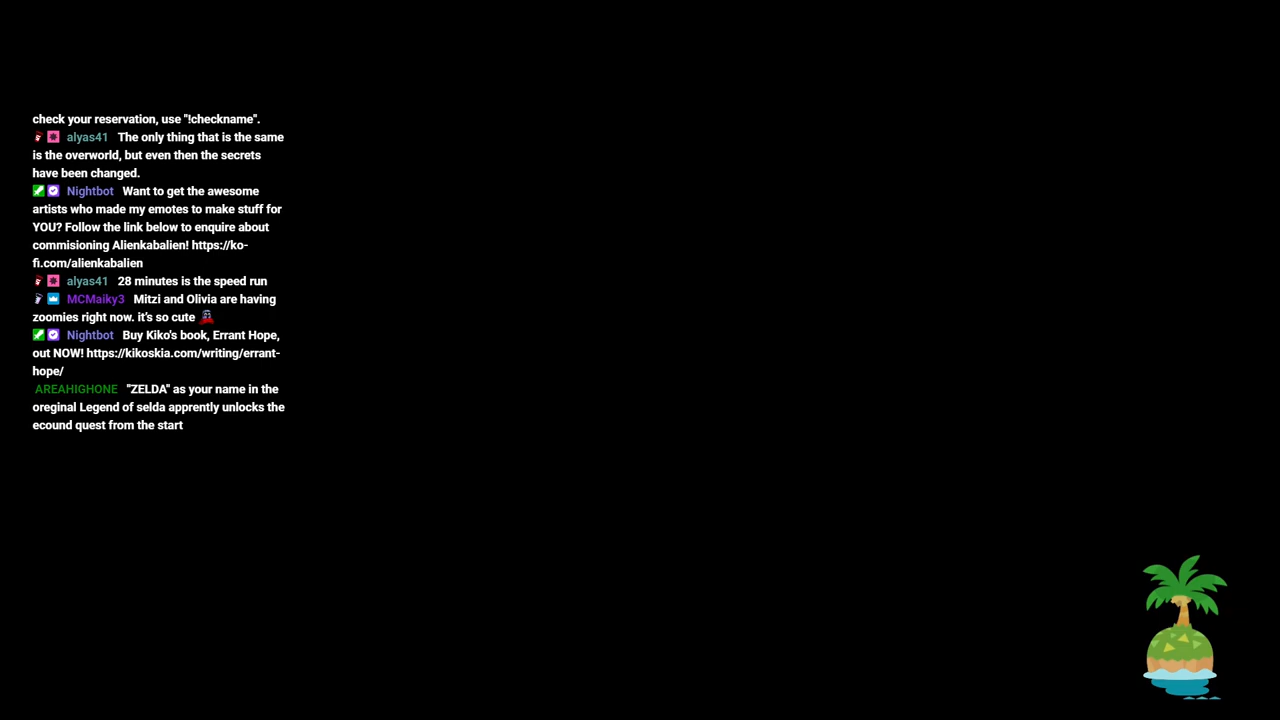 check your reservation, use "!checkname".
alyas41 The only thing that is the same
is the overworld, but even then the secrets
have been changed.
Nightbot Want to get the awesome
artists who made my emotes to make stuff for
YOU? Follow the link below to enquire about
commisioning Alienkabalien! https://ko-
fi.com/alienkabalien
alyas41 28 minutes is the speed run
MCMaiky3 Mitzi and Olivia are having
zoomies right now. it's so cute
Nightbot Buy Kiko's book, Errant Hope,
out NOW! https://kikoskia.com/writing/errant-
hope/
AREAHIGHONE "ZELDA" as your name in the
oreginal Legend of selda apprently unlocks the
ecound quest from the start